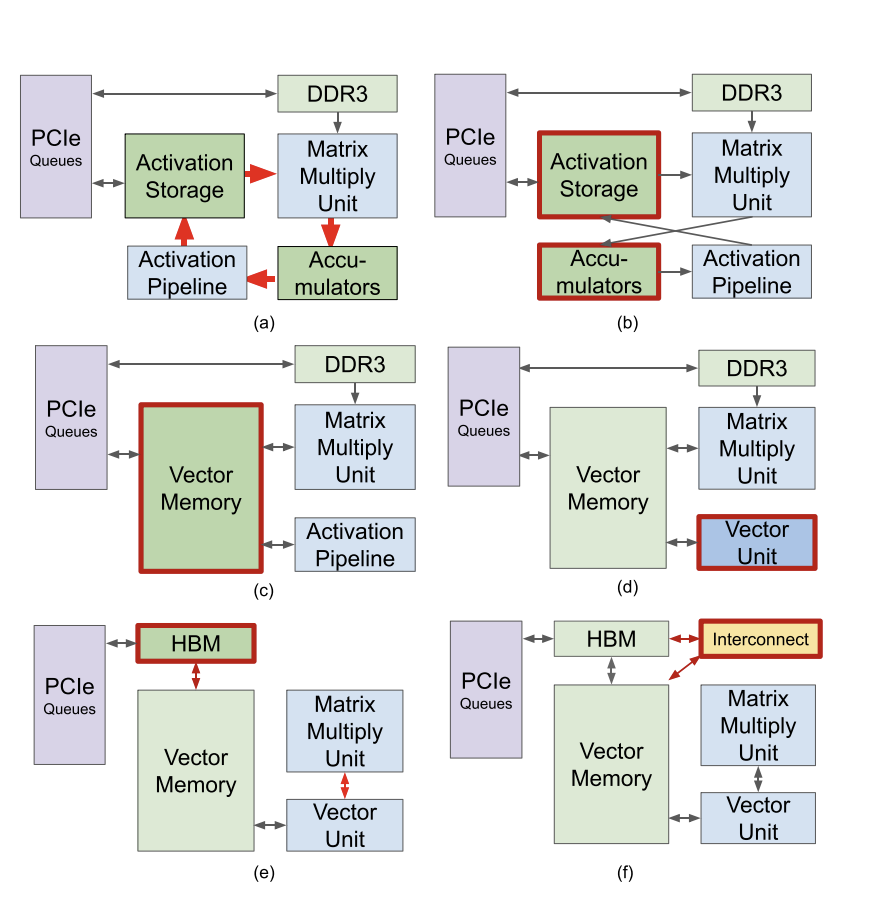 DDR3
PCIe
Queues
Activation
Storage
Matrix
Multiply
Unit
Activation
Pipeline
Accu-
mulators
(a)
DDR3
PCIe
Queues
Activation
Storage
Matrix
Multiply
Unit
Accu-
mulators
Activation
Pipeline
(b)
DDR3
PCIe
Queues
Vector
Memory
Matrix
Multiply
Unit
Activation
Pipeline
(c)
DDR3
PCIe
Queues
Vector
Memory
Matrix
Multiply
Unit
Vector
Unit
(d)
HBM
PCIe
Queues
Vector
Memory
Matrix
Multiply
Unit
Vector
Unit
(e)
HBM
Interconnect
PCIe
Queues
Vector
Memory
Matrix
Multiply
Unit
Vector
Unit
(f)